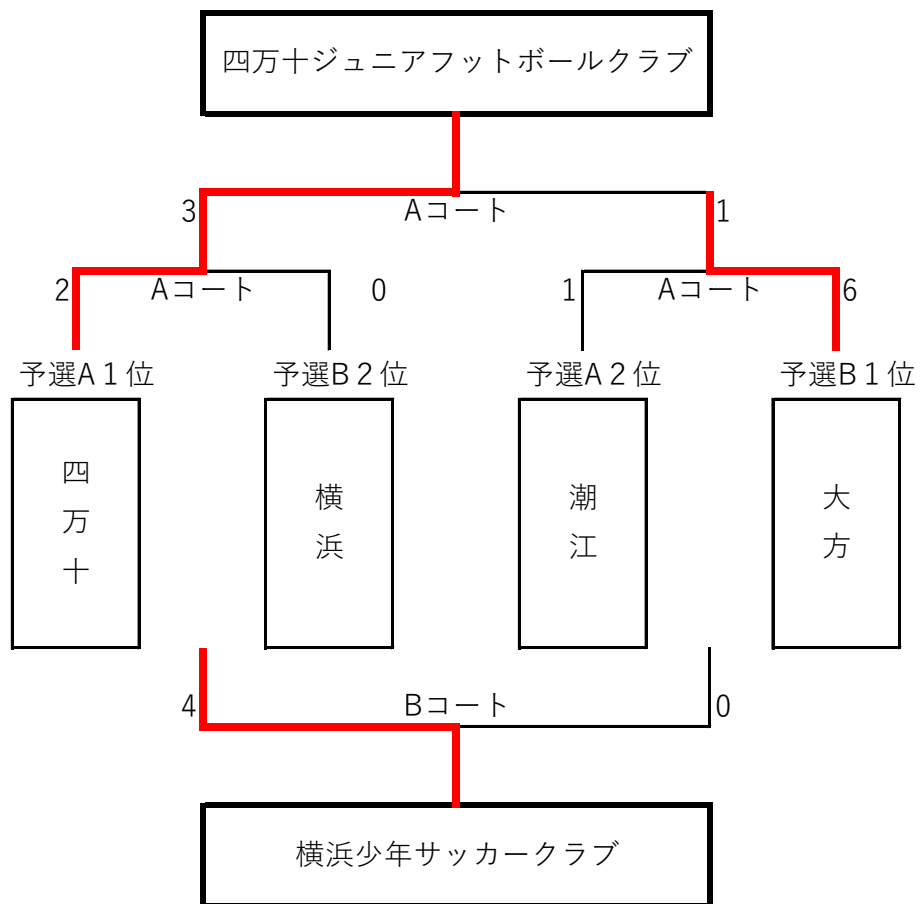 四万十ジュニアフットボールクラブ
3
Aコート
1
2
Aコート
0
1
Aコート
6
予選A１位
予選B２位
予選A２位
予選B１位
四万十
横浜
潮江
大方
4
Bコート
0
横浜少年サッカークラブ